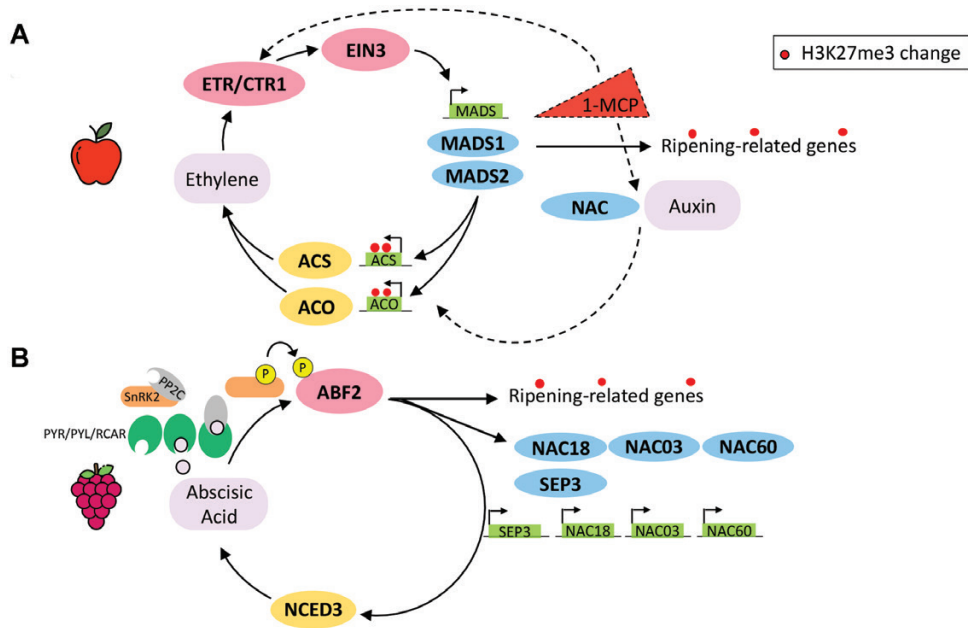 A
H3K27me3 change
EIN3
ETR/CTR1
MADS
1-MCP
MADS1
Ripening-related genes
MADS2
Ethylene
NAC
Auxin
ACS
ACS
ACO
ACO
B
P
P
PP2C
SnRK2
ABF2
Ripening-related genes
PYR/PYL/RCAR
NAC18
NAC03
NAC60
SEP3
Abscisic
Acid
SEP3
NAC18
NAC03
NAC60
NCED3